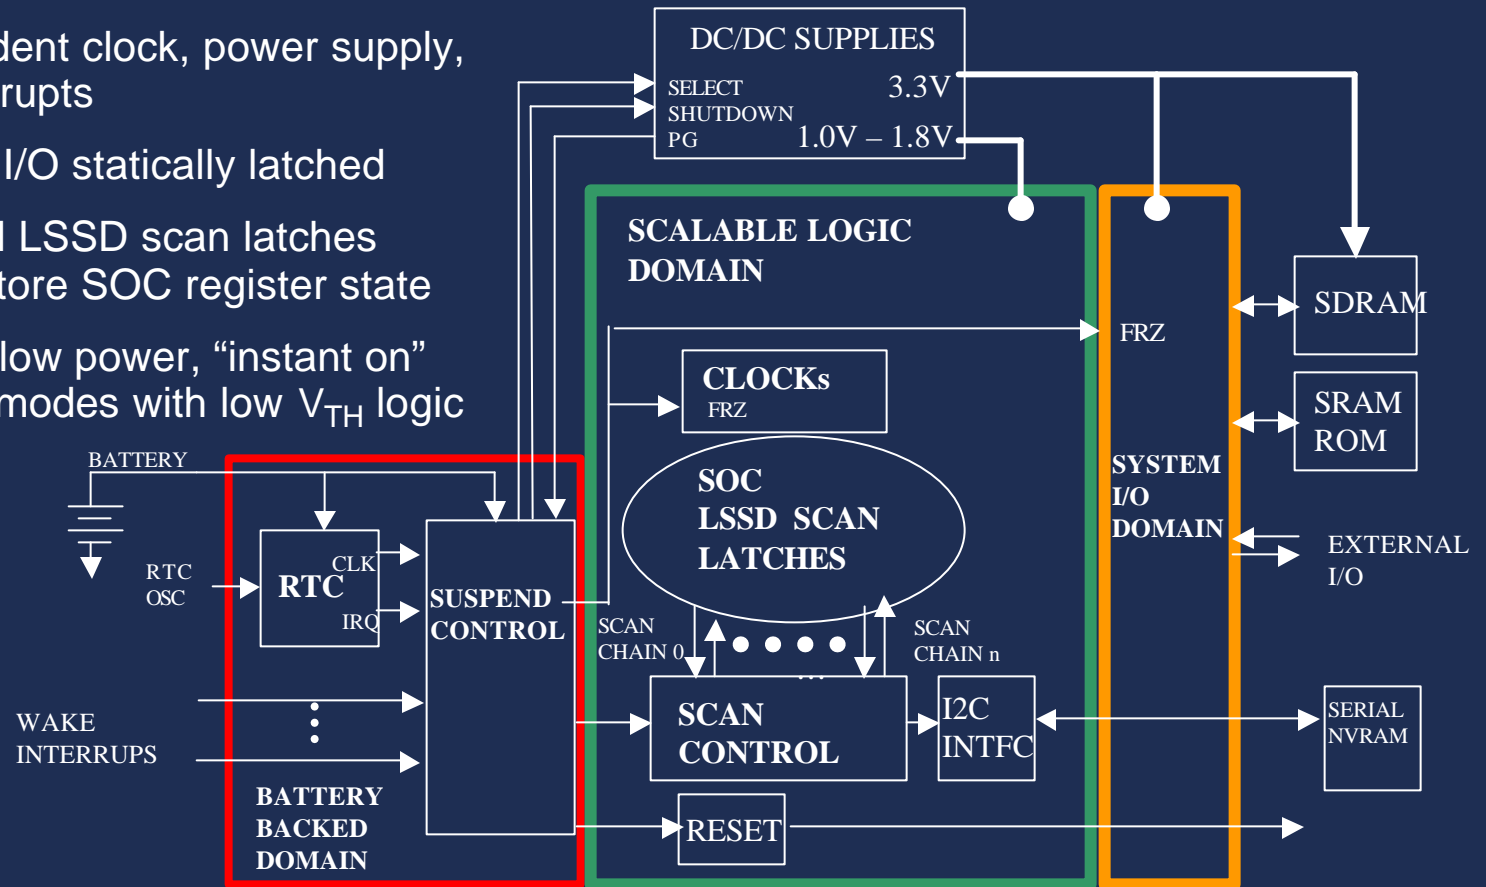 dent clock, power supply,
rupts
I/O statically latched
l LSSD scan latches
tore SOC register state
low power, “instant on”
modes with low VTH logic
DC/DC SUPPLIES
SELECT 3.3V
SHUTDOWN
PG 1.0V – 1.8V
SCALABLE LOGIC
DOMAIN
FRZ
SDRAM
CLOCKs
FRZ
SRAM
ROM
BATTERY
SOC
LSSD SCAN
LATCHES
SYSTEM
I/O
DOMAIN
EXTERNAL
I/O
RTC
OSC
RTC
CLK
IRQ
SUSPEND
CONTROL
SCAN
CHAIN 0
SCAN
CHAIN n
...
SCAN
CONTROL
I2C
INTFC
SERIAL
NVRAM
WAKE
INTERRUPS
BATTERY
BACKED
DOMAIN
RESET